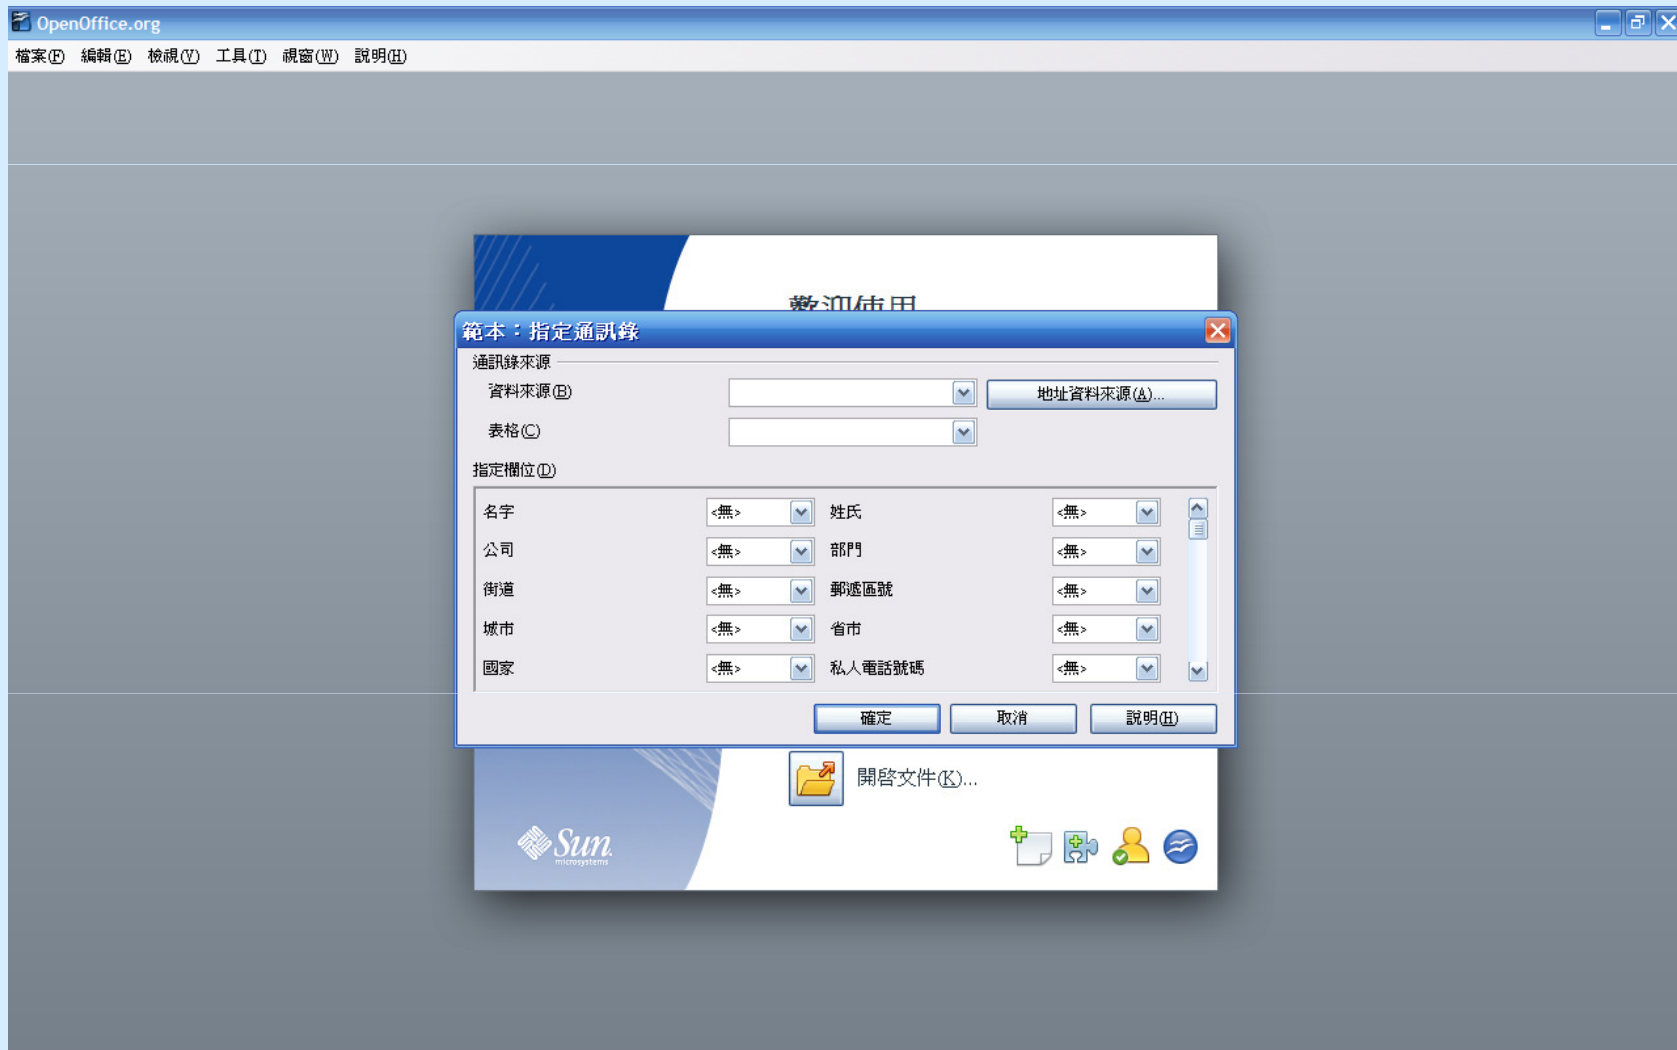 OpenOffice.org
檔案(F) 編輯(E) 檢視(V) 工具(T) 視窗(W) 說明(H)
歡迎使用
範本：指定通訊錄
通訊錄來源
資料來源(B) 地址資料來源(A)...
表格(C)
指定欄位(D)
名字 <無> 姓氏 <無>
公司 <無> 部門 <無>
街道 <無> 郵遞區號 <無>
城市 <無> 省市 <無>
國家 <無> 私人電話號碼 <無>
確定 取消 說明(H)
開啓文件(K)...
Sun
microsystems